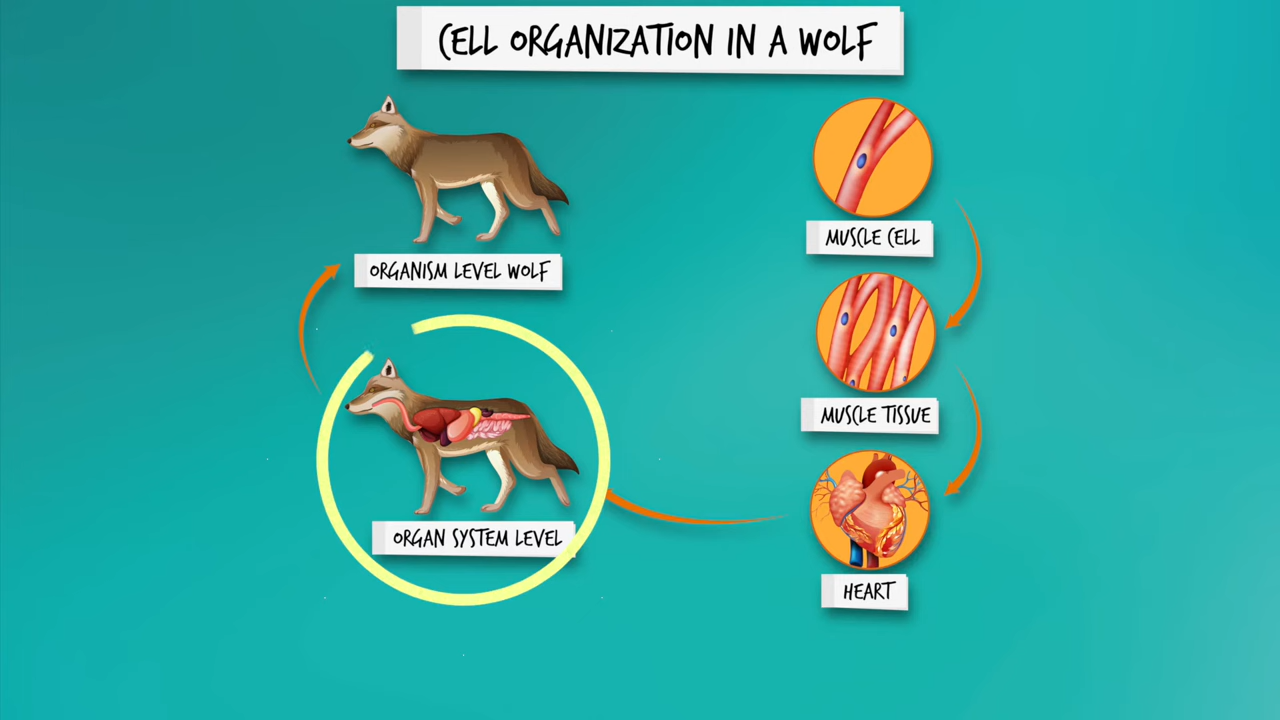 CELL ORGANIZATION IN A WOLF
ORGANISM LEVEL WOLF
ORGAN SYSTEM LEVEL
MUSCLE CELL
MUSCLE TISSUE
HEART